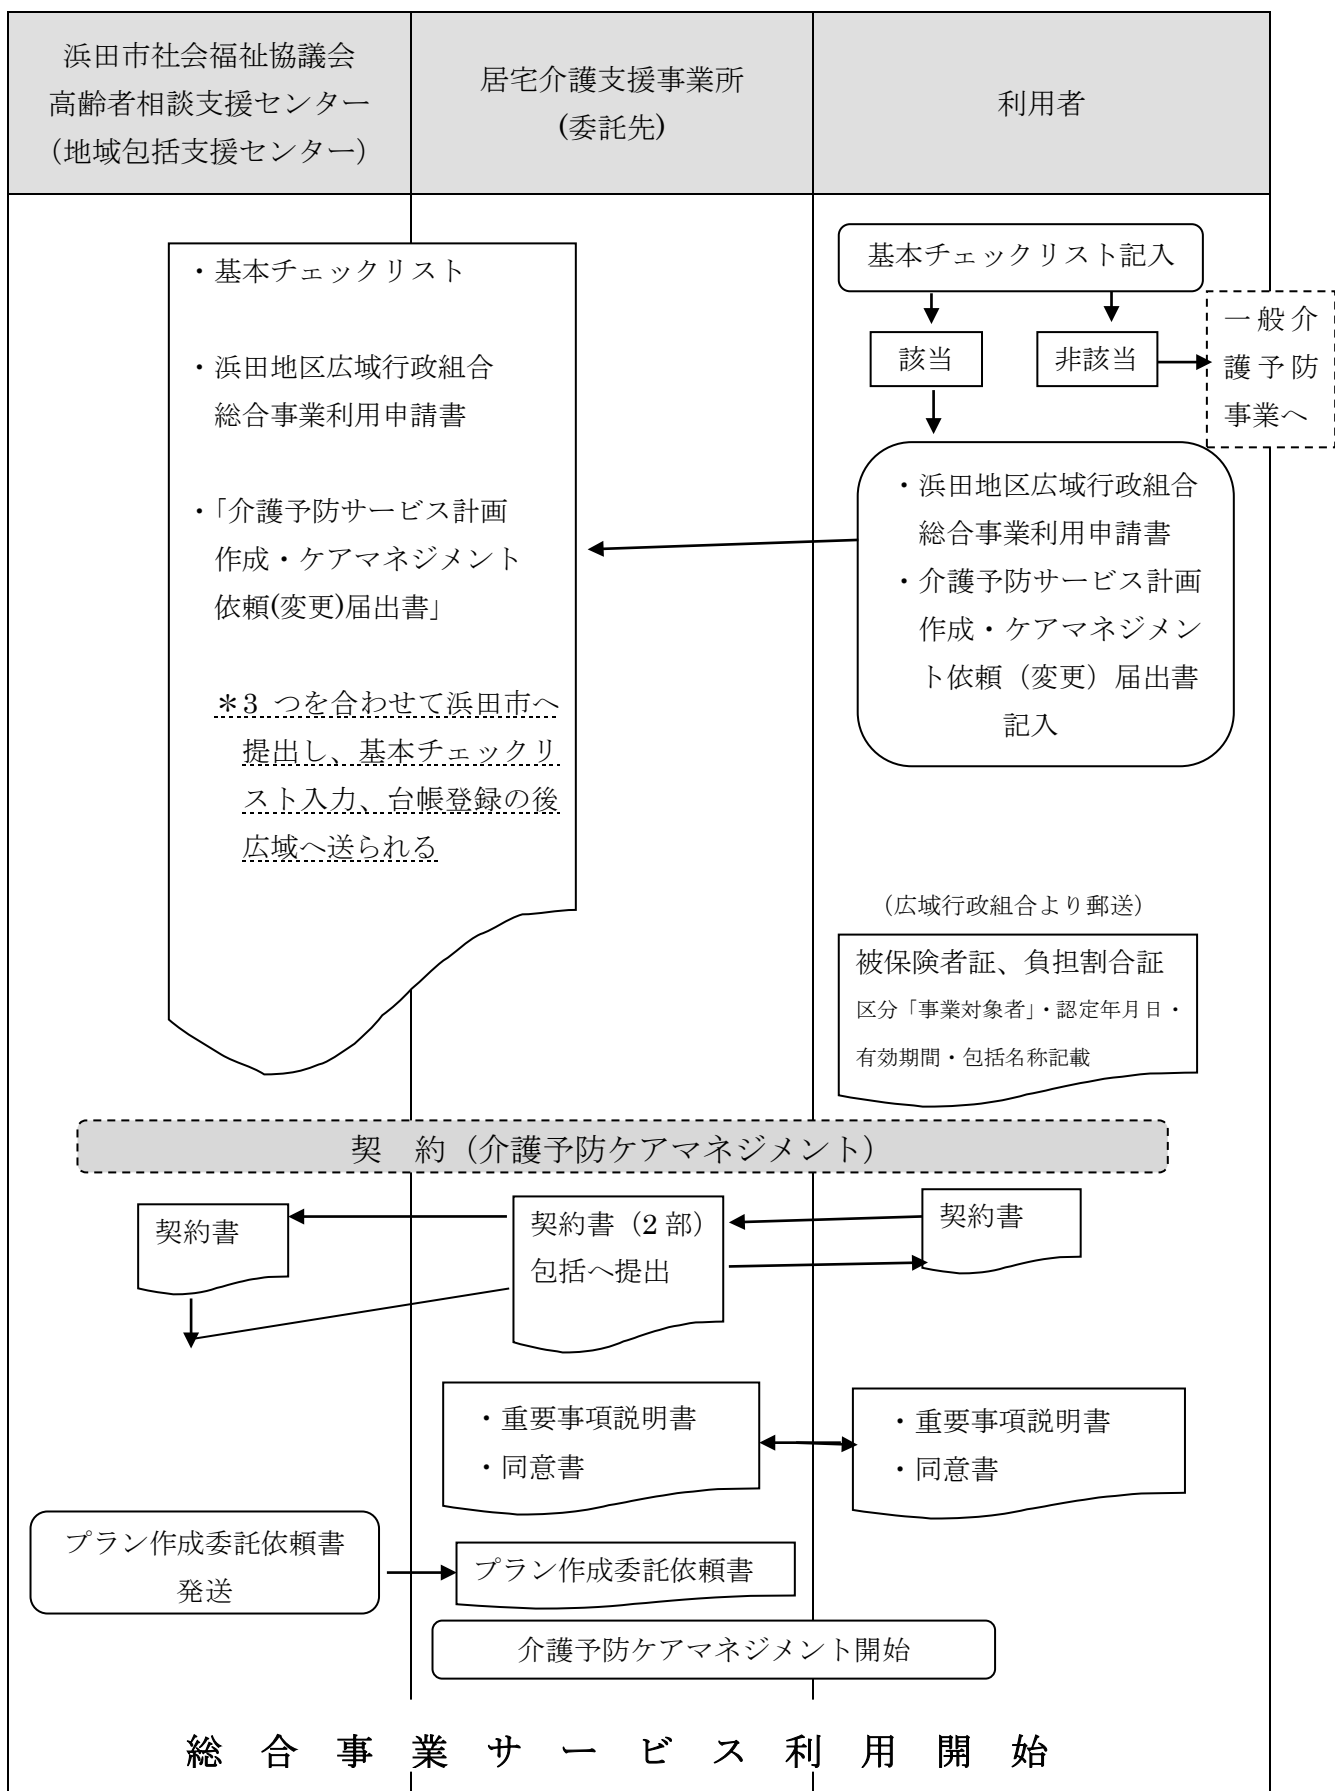 浜田市社会福祉協議会
高齢者相談支援センター
（地域包括支援センター）
居宅介護支援事業所
(委託先)
利用者
基本チェックリスト記入
該当
非該当
一般介
護予防
事業へ
・浜田地区広域行政組合
総合事業利用申請書
・介護予防サービス計画
作成・ケアマネジメン
ト依頼（変更）届出書
記入
・基本チェックリスト
・浜田地区広域行政組合
総合事業利用申請書
・「介護予防サービス計画
作成・ケアマネジメント
依頼(変更)届出書」
＊3 つを合わせて浜田市へ
提出し、基本チェックリ
スト入力、台帳登録の後
広域へ送られる
（広域行政組合より郵送）
被保険者証、負担割合証
区分「事業対象者」・認定年月日・
有効期間・包括名称記載
契　約（介護予防ケアマネジメント）
契約書
契約書（2 部）
包括へ提出
契約書
・重要事項説明書
・同意書
・重要事項説明書
・同意書
プラン作成委託依頼書
発送
プラン作成委託依頼書
介護予防ケアマネジメント開始
総合事業サービス利用開始